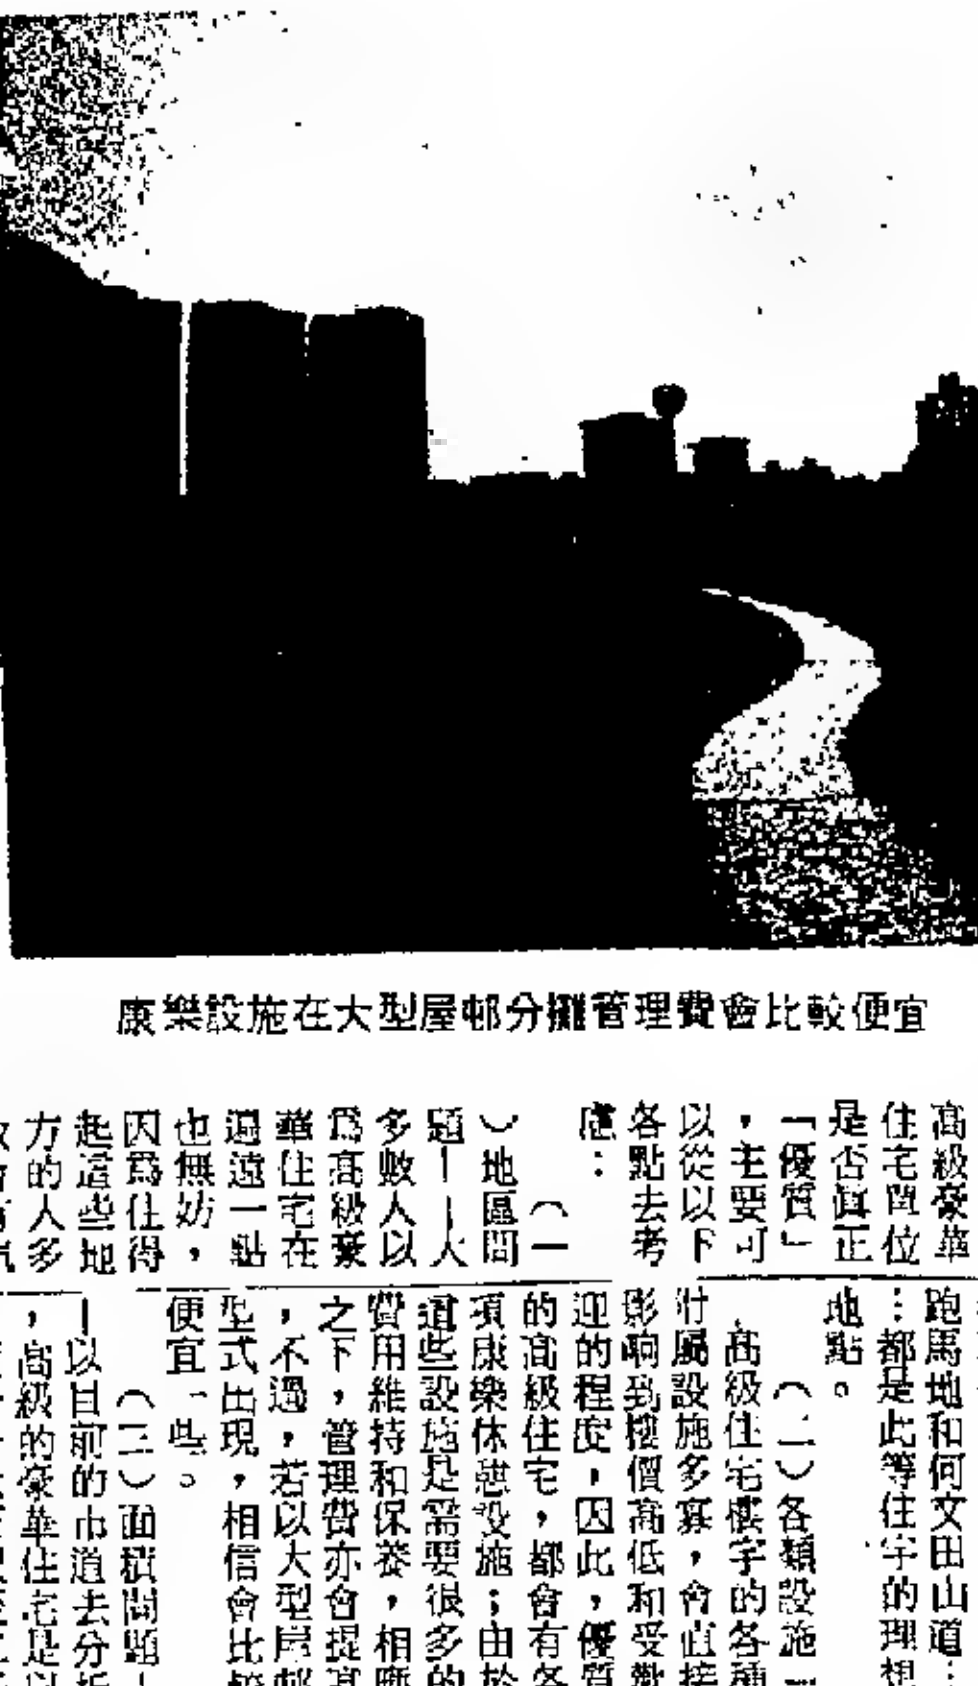 康樂設施在大型屋邨分攤管理費會比較便宜
高級豪華
住宅單位
是否眞正
「優質」
，主要可
以從以下
各點去考
慮：
（一
）地區問
題——大
多數人以
爲高級豪
華住宅在
過遠一點
也無妨，
因爲住得
起這些地
方的人多
跑馬地和何文田山道：
：都是此等住宇的理想
地點。
（二）各類設施—
高級住宅樓宇的各種
附屬設施多寡，會直接
影响到樓價高低和受歡
迎的程度，因此，優質
的高級住宅，都會有各
項康樂休憩設施；由於
這些設施是需要很多的
費用維持和保養，相應
之下，管理費亦會提高
，不過，若以大型屋邨
型式出現，相信會比較
便宜一些。
（三）面積問題—
—以目前的市道去分析
，高級的豪華住宅是以